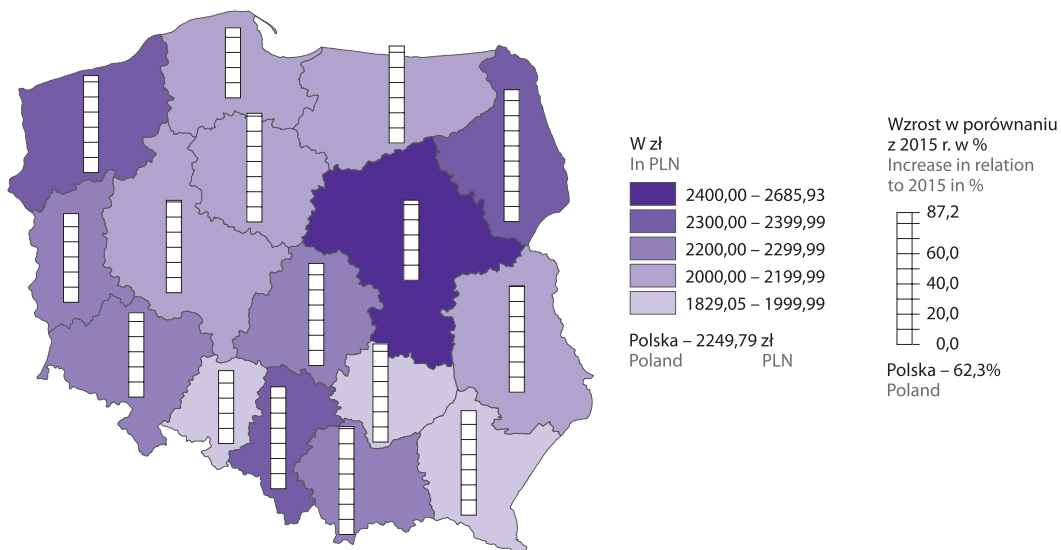 W zł
In PLN
2400,00 – 2685,93
2300,00 – 2399,99
2200,00 – 2299,99
2000,00 – 2199,99
1829,05 – 1999,99
Polska – 2249,79 zł
Poland PLN
Wzrost w porównaniu
z 2015 r. w %
Increase in relation
to 2015 in %
87,2
60,0
40,0
20,0
0,0
Polska – 62,3%
Poland